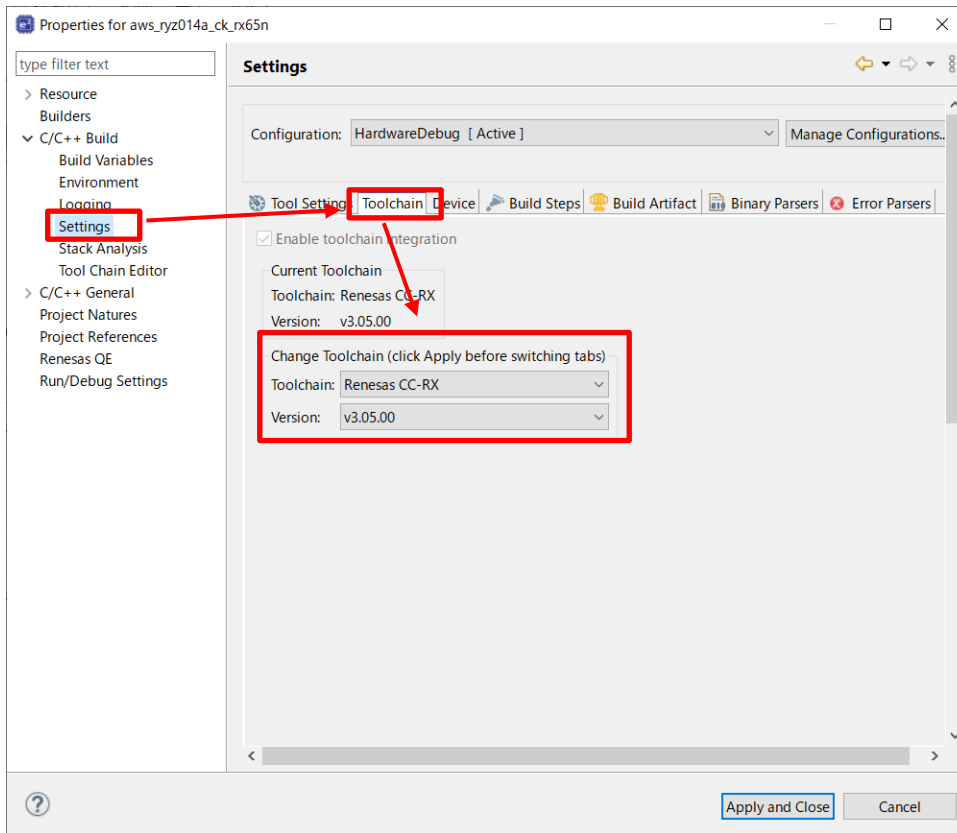 Properties for aws_ryz014a_ck_rx65n
type filter text
Settings
Resource
Builders
C/C++ Build
Build Variables
Environment
Logging
Settings
Stack Analysis
Tool Chain Editor
C/C++ General
Project Natures
Project References
Renesas QE
Run/Debug Settings
Configuration: HardwareDebug [ Active ] Manage Configurations..
Tool Settings Toolchain Device Build Steps Build Artifact Binary Parsers Error Parsers
Enable toolchain integration
Current Toolchain
Toolchain: Renesas CC-RX
Version: v3.05.00
Change Toolchain (click Apply before switching tabs)
Toolchain: Renesas CC-RX
Version: v3.05.00
Apply and Close Cancel